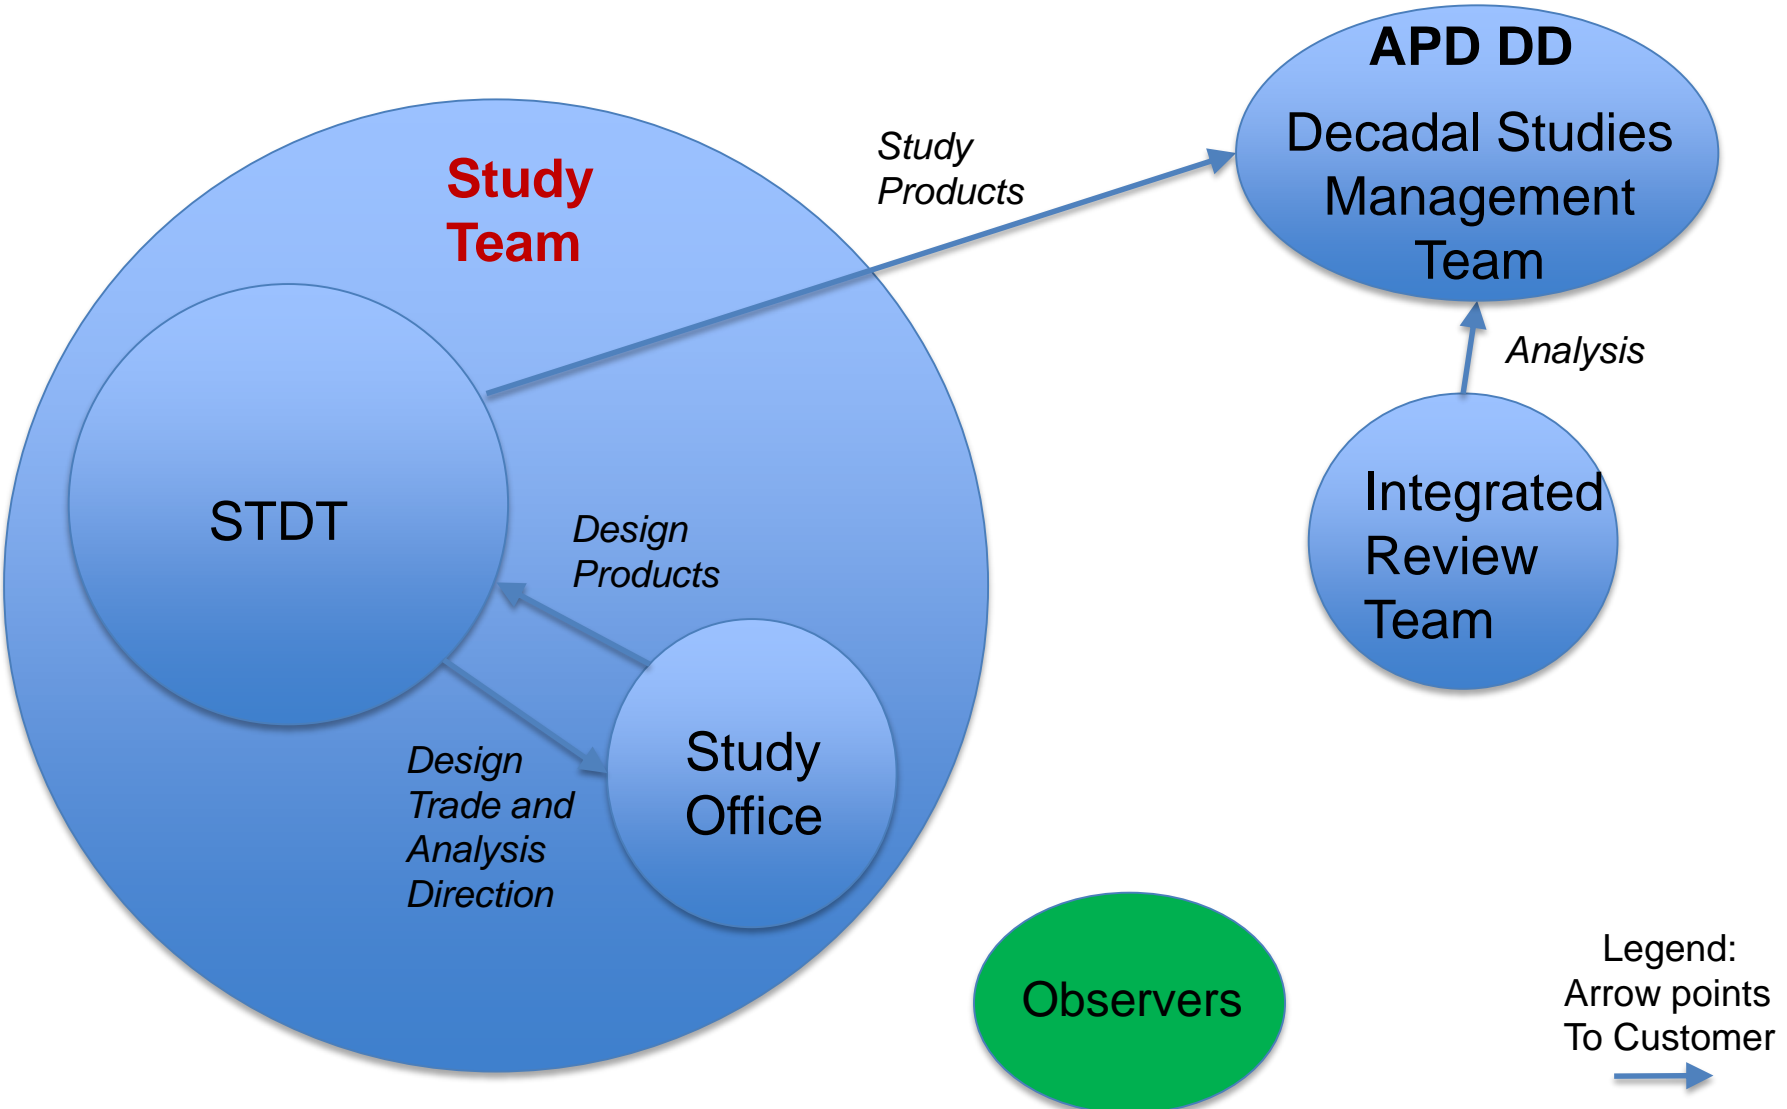 APD DD
Decadal Studies
Management
Team
Study
Products
Study
Team
Analysis
STDT
Integrated
Review
Team
Design
Products
Study
Office
Design
Trade and
Analysis
Direction
Observers
Legend:
Arrow points
To Customer